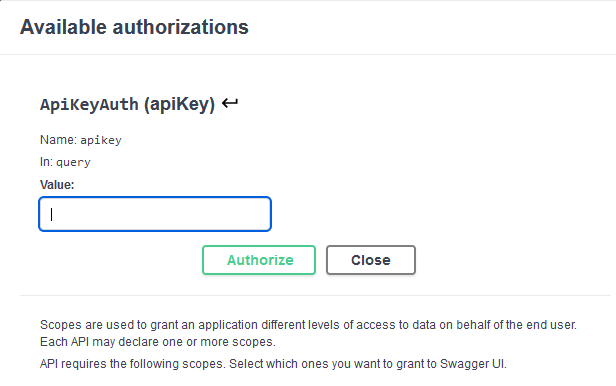 Available authorizations
ApiKeyAuth (apiKey) ↵
Name: apikey
In: query
Value:
Authorize
Close
Scopes are used to grant an application different levels of access to data on behalf of the end user.
Each API may declare one or more scopes.
API requires the following scopes. Select which ones you want to grant to Swagger UI.